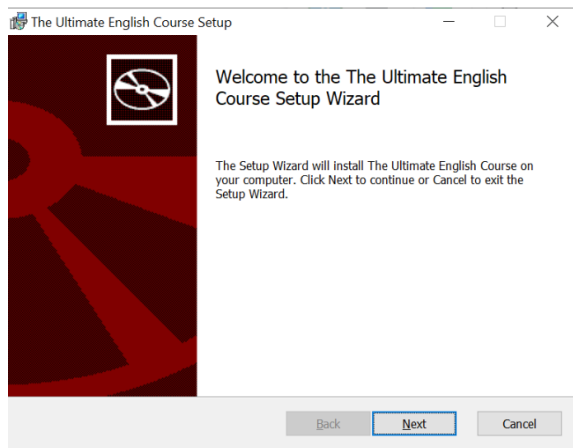 The Ultimate English Course Setup
Welcome to the The Ultimate English
Course Setup Wizard
The Setup Wizard will install The Ultimate English Course on
your computer. Click Next to continue or Cancel to exit the
Setup Wizard.
Back Next Cancel